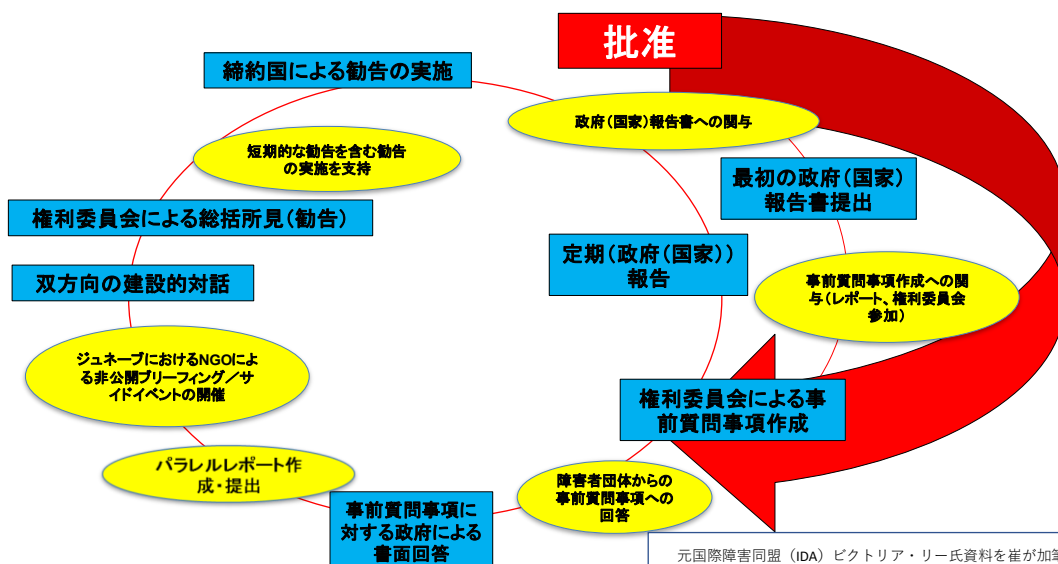 批准
締約国による勧告の実施
政府(国家)報告書への関与
短期的な勧告を含む勧告
の実施を支持
最初の政府(国家)
報告書提出
権利委員会による総括所見(勧告)
定期(政府(国家))
報告
双方向の建設的対話
事前質問事項作成への関
与(レポート、権利委員会
参加)
ジュネーブにおけるNGOによ
る非公開ブリーフィング/サ
イドイベントの開催
権利委員会による事
前質問事項作成
パラレルレポート作
成・提出
障害者団体からの
事前質問事項への
回答
事前質問事項に
対する政府による
書面回答
元国際障害同盟(IDA)ビクトリア・リー氏資料を崔が加筆